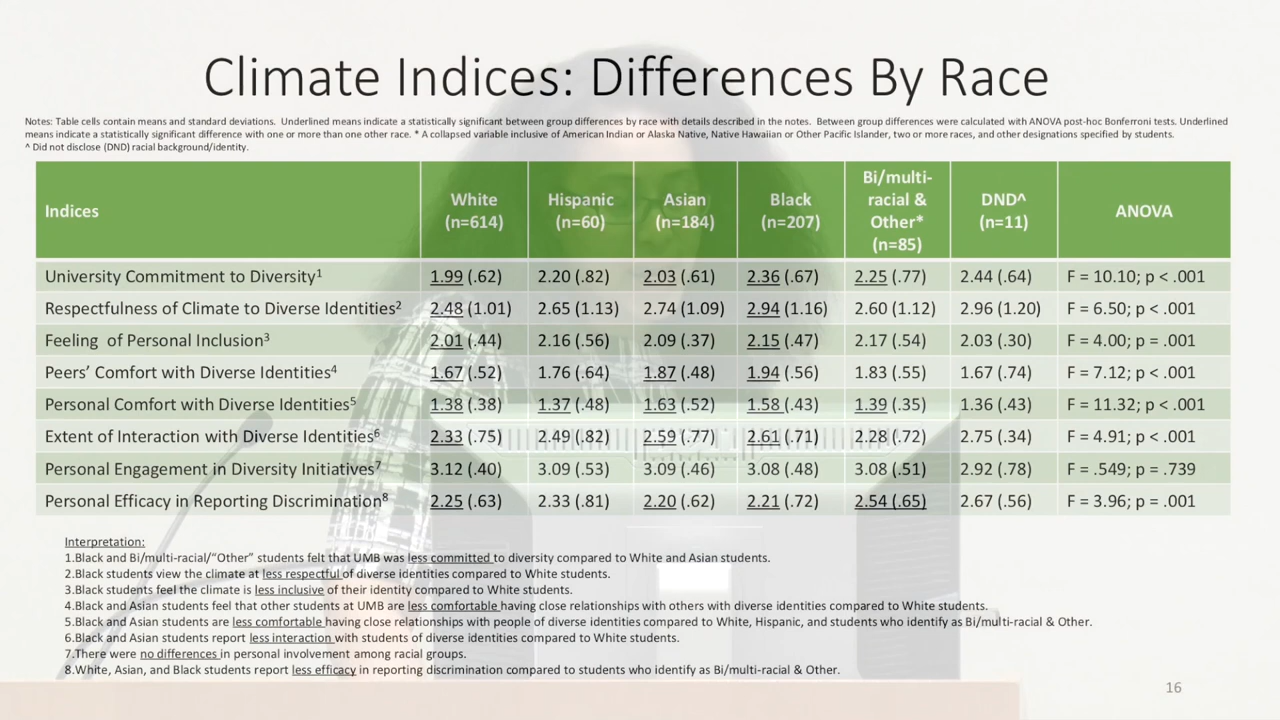 Climate Indices: Differences By Race
Notes: Table cells contain means and standard deviations. Underlined means indicate a statistically significant between group differences by race with details described in the notes. Between group differences were calculated with ANOVA post-hoc Bonferroni tests. Underlined
means indicate a statistically significant difference with one or more than one other race. * A collapsed variable inclusive of American Indian or Alaska Native, Native Hawaiian or Other Pacific Islander, two or more races, and other designations specified by students.
^ Did not disclose (DND) racial background/identity.
Indices White (n=614) Hispanic (n=60) Asian (n=184) Black (n=207) Bi/multi-racial & Other* (n=85) DND^ (n=11) ANOVA
University Commitment to Diversity¹ 1.99 (.62) 2.20 (.82) 2.03 (.61) 2.36 (.67) 2.25 (.77) 2.44 (.64) F = 10.10; p < .001
Respectfulness of Climate to Diverse Identities² 2.48 (1.01) 2.65 (1.13) 2.74 (1.09) 2.94 (1.16) 2.60 (1.12) 2.96 (1.20) F = 6.50; p < .001
Feeling of Personal Inclusion³ 2.01 (.44) 2.16 (.56) 2.09 (.37) 2.15 (.47) 2.17 (.54) 2.03 (.30) F = 4.00; p = .001
Peers' Comfort with Diverse Identities⁴ 1.67 (.52) 1.76 (.64) 1.87 (.48) 1.94 (.56) 1.83 (.55) 1.67 (.74) F = 7.12; p < .001
Personal Comfort with Diverse Identities⁵ 1.38 (.38) 1.37 (.48) 1.63 (.52) 1.58 (.43) 1.39 (.35) 1.36 (.43) F = 11.32; p < .001
Extent of Interaction with Diverse Identities⁶ 2.33 (.75) 2.49 (.82) 2.59 (.77) 2.61 (.71) 2.28 (.72) 2.75 (.34) F = 4.91; p < .001
Personal Engagement in Diversity Initiatives⁷ 3.12 (.40) 3.09 (.53) 3.09 (.46) 3.08 (.48) 3.08 (.51) 2.92 (.78) F = .549; p = .739
Personal Efficacy in Reporting Discrimination⁸ 2.25 (.63) 2.33 (.81) 2.20 (.62) 2.21 (.72) 2.54 (.65) 2.67 (.56) F = 3.96; p = .001
Interpretation:
1.Black and Bi/multi-racial/“Other” students felt that UMB was less committed to diversity compared to White and Asian students.
2.Black students view the climate at less respectful of diverse identities compared to White students.
3.Black students feel the climate is less inclusive of their identity compared to White students.
4.Black and Asian students feel that other students at UMB are less comfortable having close relationships with others with diverse identities compared to White students.
5.Black and Asian students are less comfortable having close relationships with people of diverse identities compared to White, Hispanic, and students who identify as Bi/multi-racial & Other.
6.Black and Asian students report less interaction with students of diverse identities compared to White students.
7.There were no differences in personal involvement among racial groups.
8.White, Asian, and Black students report less efficacy in reporting discrimination compared to students who identify as Bi/multi-racial & Other.
16